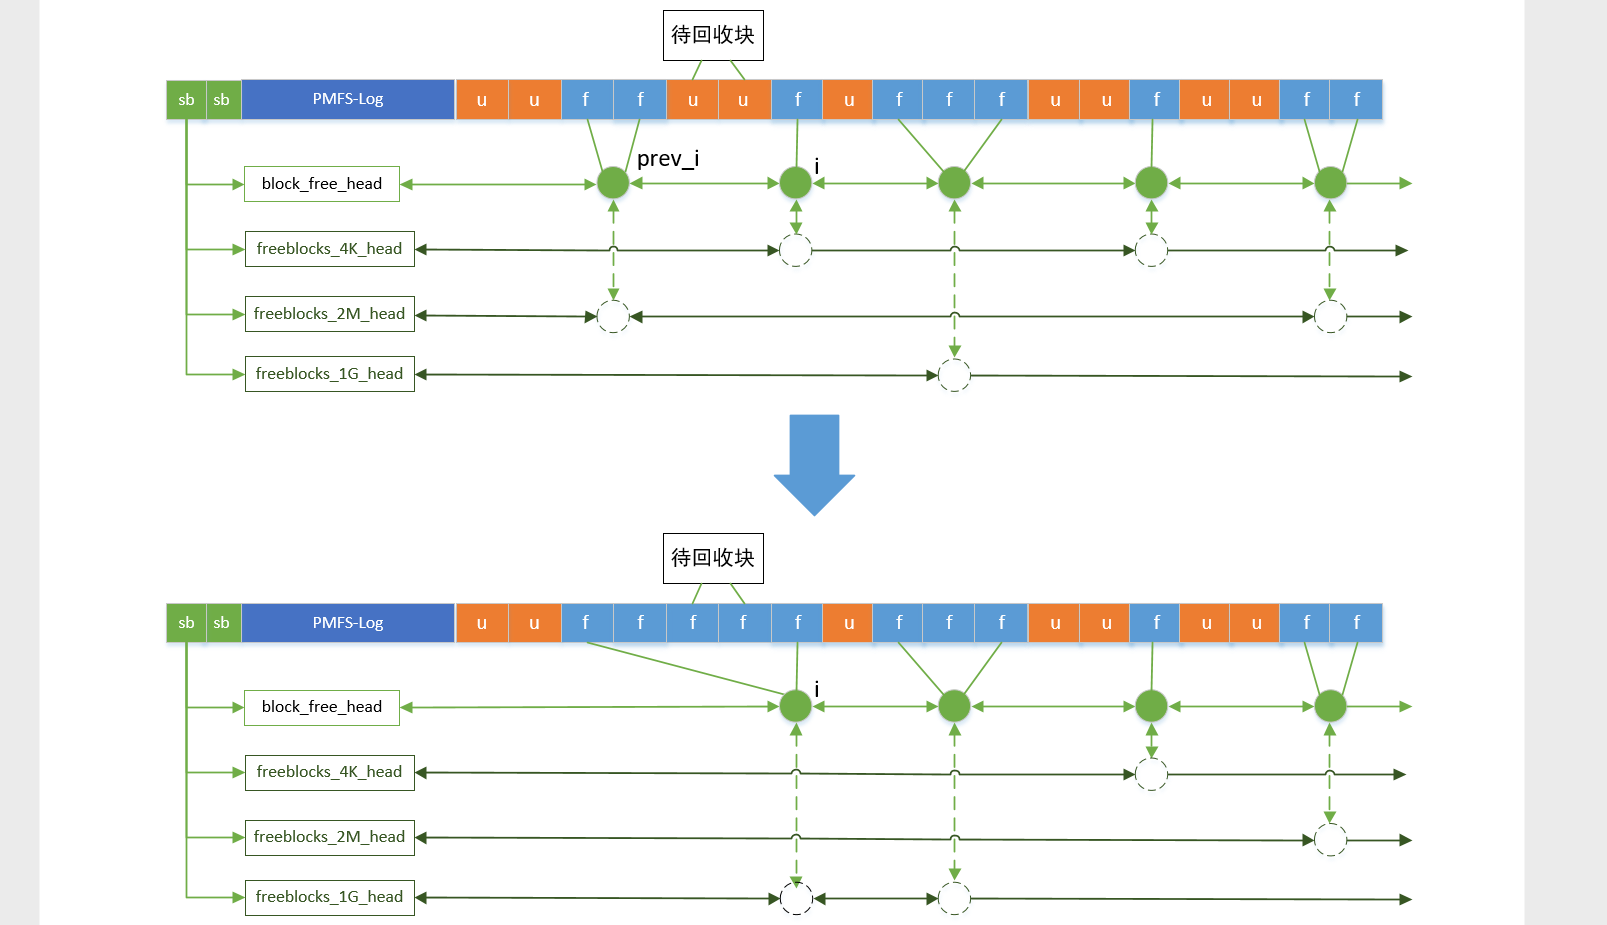 待回收块
sb sb PMFS-Log u u f f u u f u f f f u u f u u f f
prev_i
i
block_free_head
freeblocks_4K_head
freeblocks_2M_head
freeblocks_1G_head
待回收块
sb sb PMFS-Log u u f f f f f u f f f u u f u u f f
i
block_free_head
freeblocks_4K_head
freeblocks_2M_head
freeblocks_1G_head